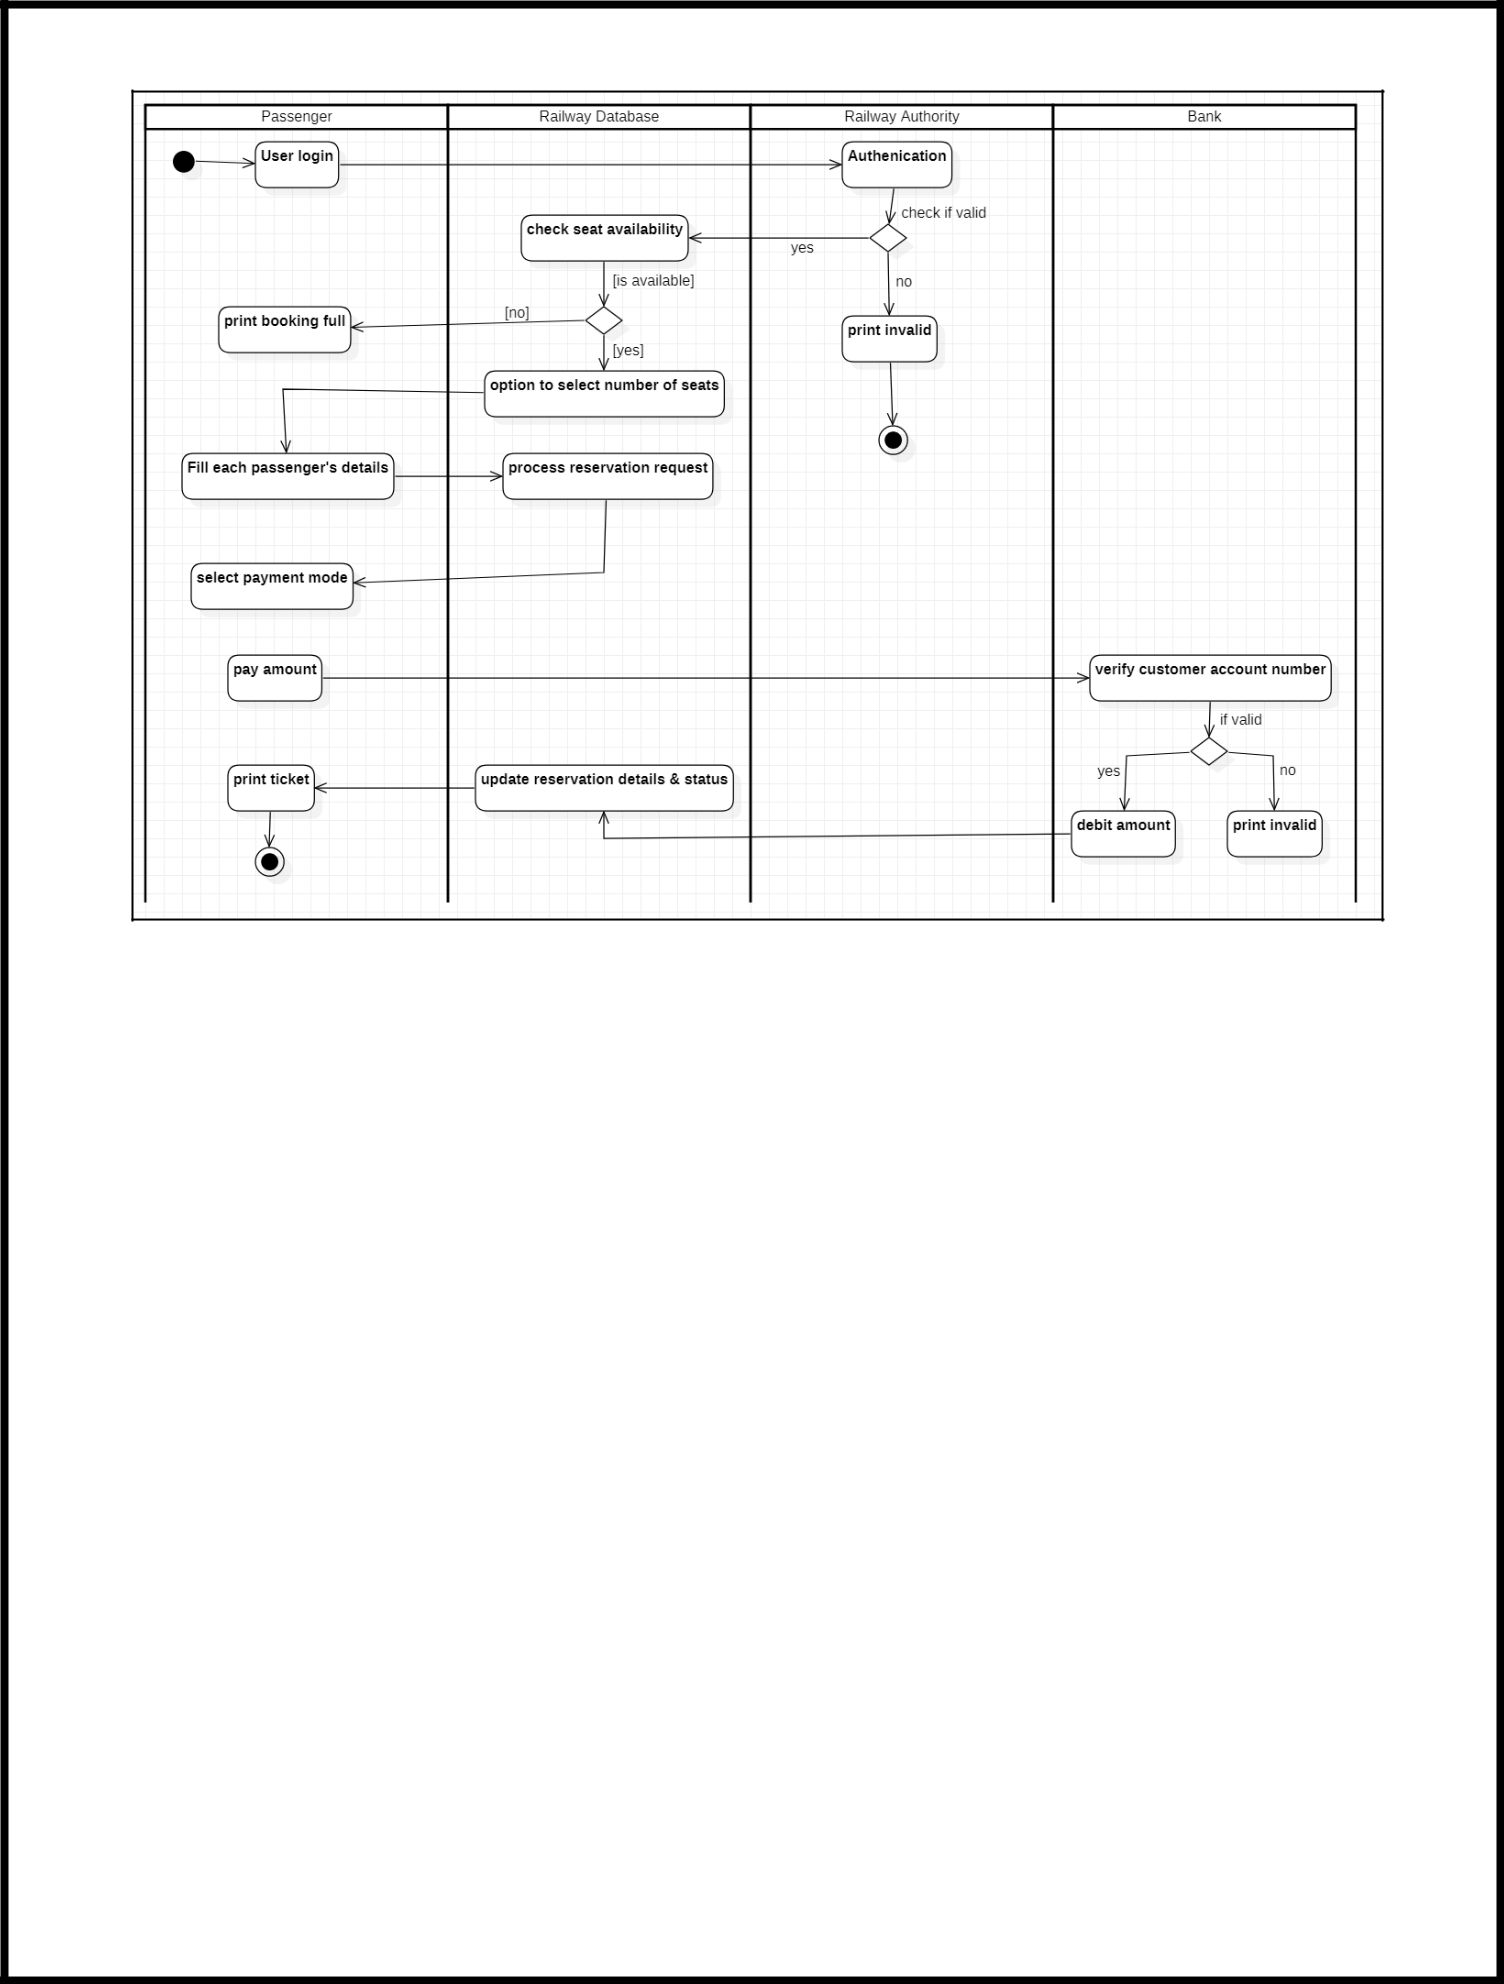 Passenger
Railway Database
Railway Authority
Bank
User login
Authenication
check if valid
check seat availability
yes
[is available]
no
[no]
print booking full
print invalid
[yes]
option to select number of seats
Fill each passenger's details
process reservation request
select payment mode
pay amount
verify customer account number
if valid
yes
no
print ticket
update reservation details & status
debit amount
print invalid